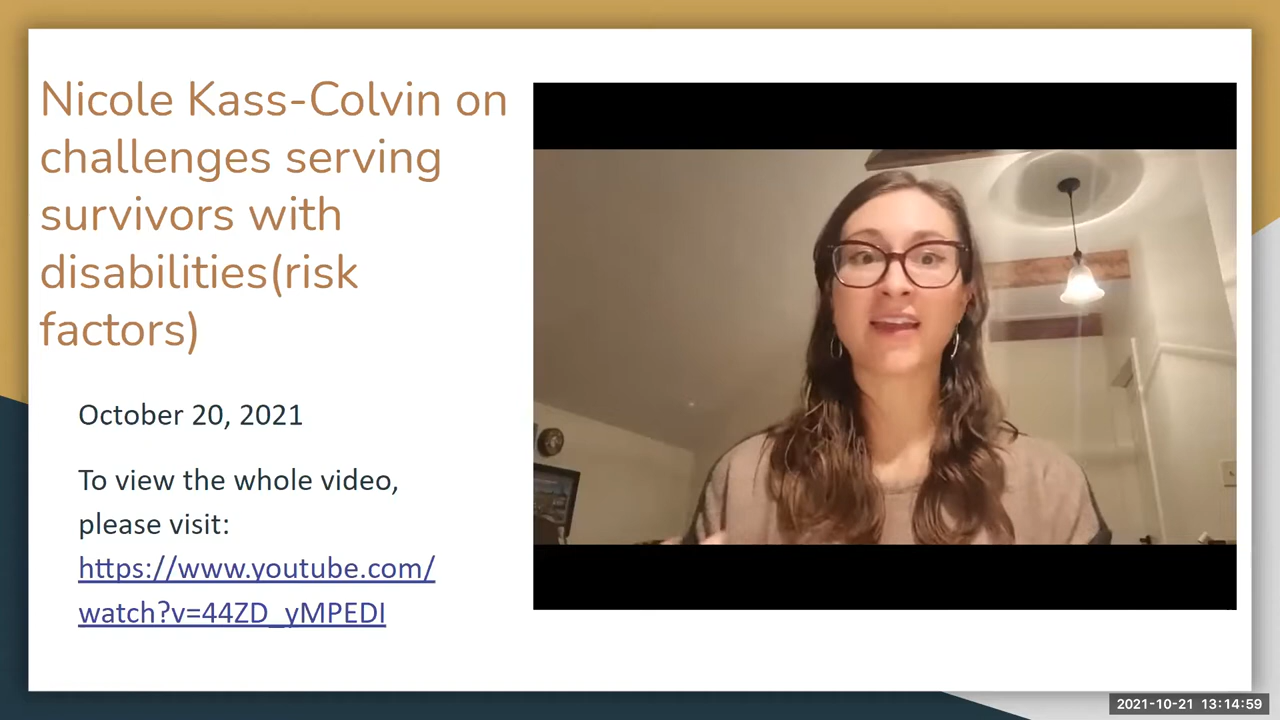 Nicole Kass-Colvin on
challenges serving
survivors with
disabilities(risk
factors)
October 20, 2021
To view the whole video,
please visit:
https://www.youtube.com/
watch?v=44ZD_yMPEDI
2021-10-21 13:14:59